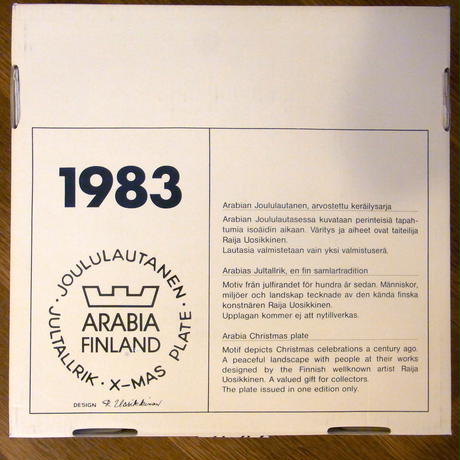 1983
JOULULAUTANEN · X-MAS PLATE · JULTALLRIK ·
ARABIA
FINLAND
DESIGN R. Uosikkinen
Arabian Joululautanen, arvostettu keräilysarja
Arabian Joululautasessa kuvataan perinteisiä tapah-
tumia isoäidin aikaan. Väritys ja aiheet ovat taiteilija
Raija Uosikkinen.
Lautasia valmistetaan vain yksi valmistuserä.
Arabias Jultallrik, en fin samlartradition
Motiv från julfirandet för hundra år sedan. Människor,
miljöer och landskap tecknade av den kända finska
konstnären Raija Uosikkinen.
Upplagan kommer ej att nytillverkas.
Arabia Christmas plate
Motif depicts Christmas celebrations a century ago.
A peaceful landscape with people at their works
designed by the Finnish wellknown artist Raija
Uosikkinen. A valued gift for collectors.
The plate issued in one edition only.